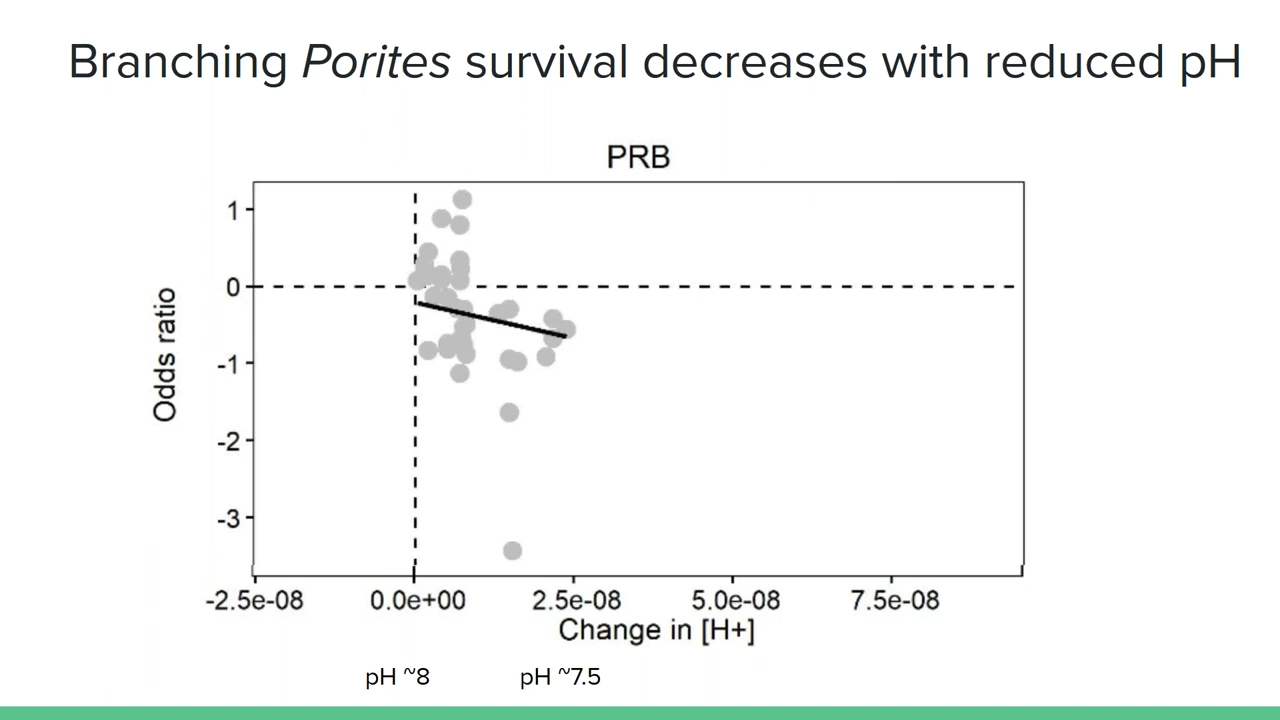 Branching Porites survival decreases with reduced pH
PRB
1
0
-1
-2
-3
Odds ratio
-2.5e-08 0.0e+00 2.5e-08 5.0e-08 7.5e-08
Change in [H+]
pH ~8 pH ~7.5